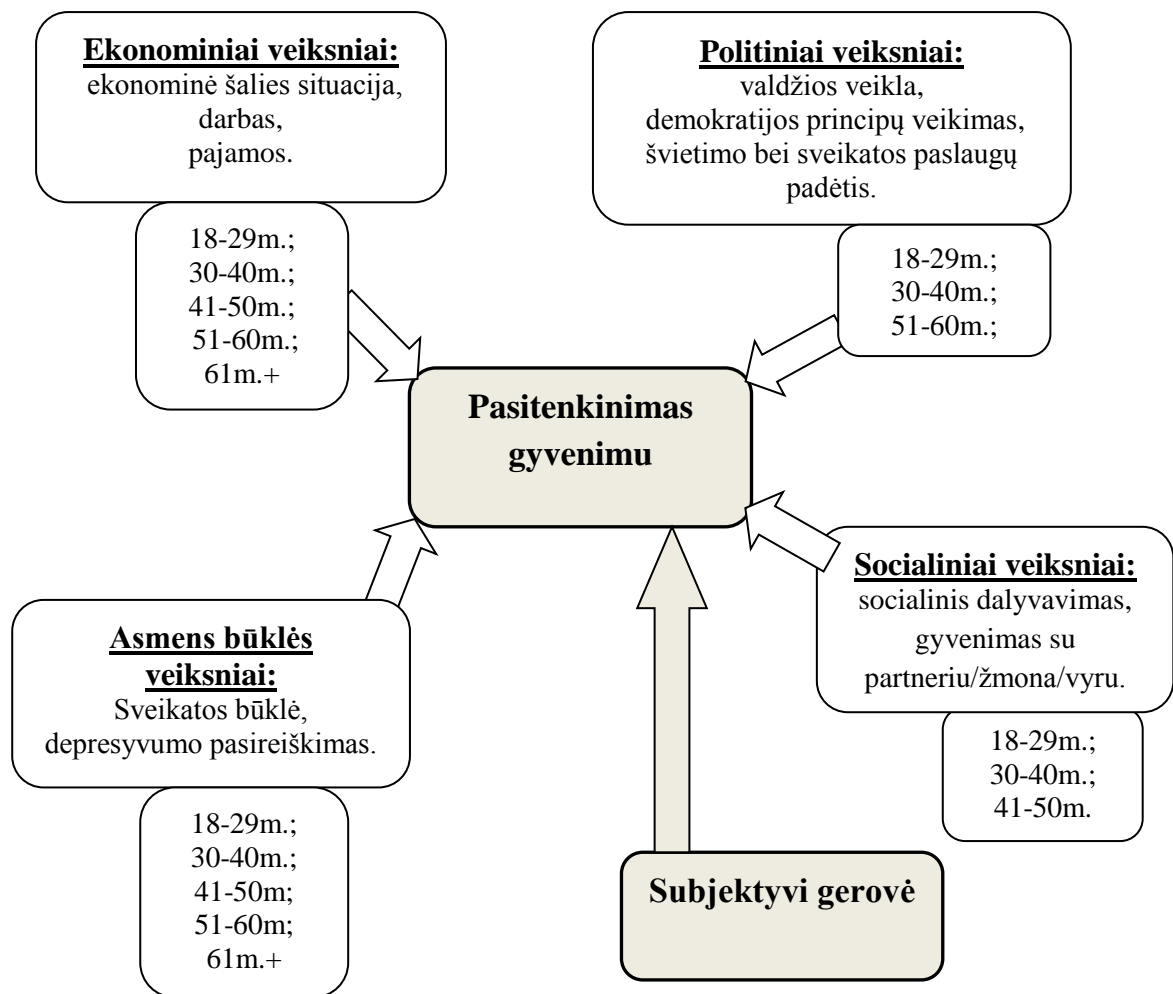 Ekonominiai veiksniai:
ekonominė šalies situacija,
darbas,
pajamos.
18-29m.;
30-40m.;
41-50m.;
51-60m.;
61m.+
Politiniai veiksniai:
valdžios veikla,
demokratijos principų veikimas,
švietimo bei sveikatos paslaugų
padėtis.
18-29m.;
30-40m.;
51-60m.;
Pasitenkinimas
gyvenimu
Asmens būklės
veiksniai:
Sveikatos būklė,
depresyvumo pasireiškimas.
18-29m.;
30-40m.;
41-50m;
51-60m;
61m.+
Socialiniai veiksniai:
socialinis dalyvavimas,
gyvenimas su
partneriu/žmona/vyru.
18-29m.;
30-40m.;
41-50m.
Subjektyvi gerovė